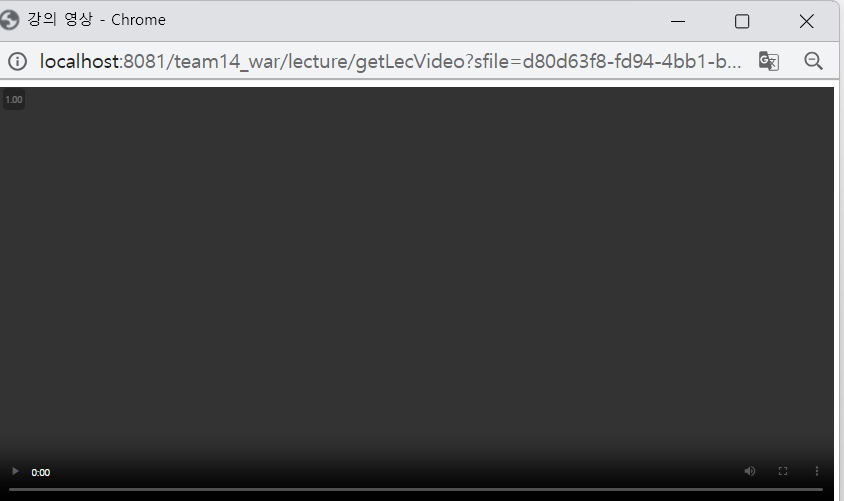 강의 영상 - Chrome
localhost:8081/team14_war/lecture/getLecVideo?sfile=d80d63f8-fd94-4bb1-b...
1.00
0:00